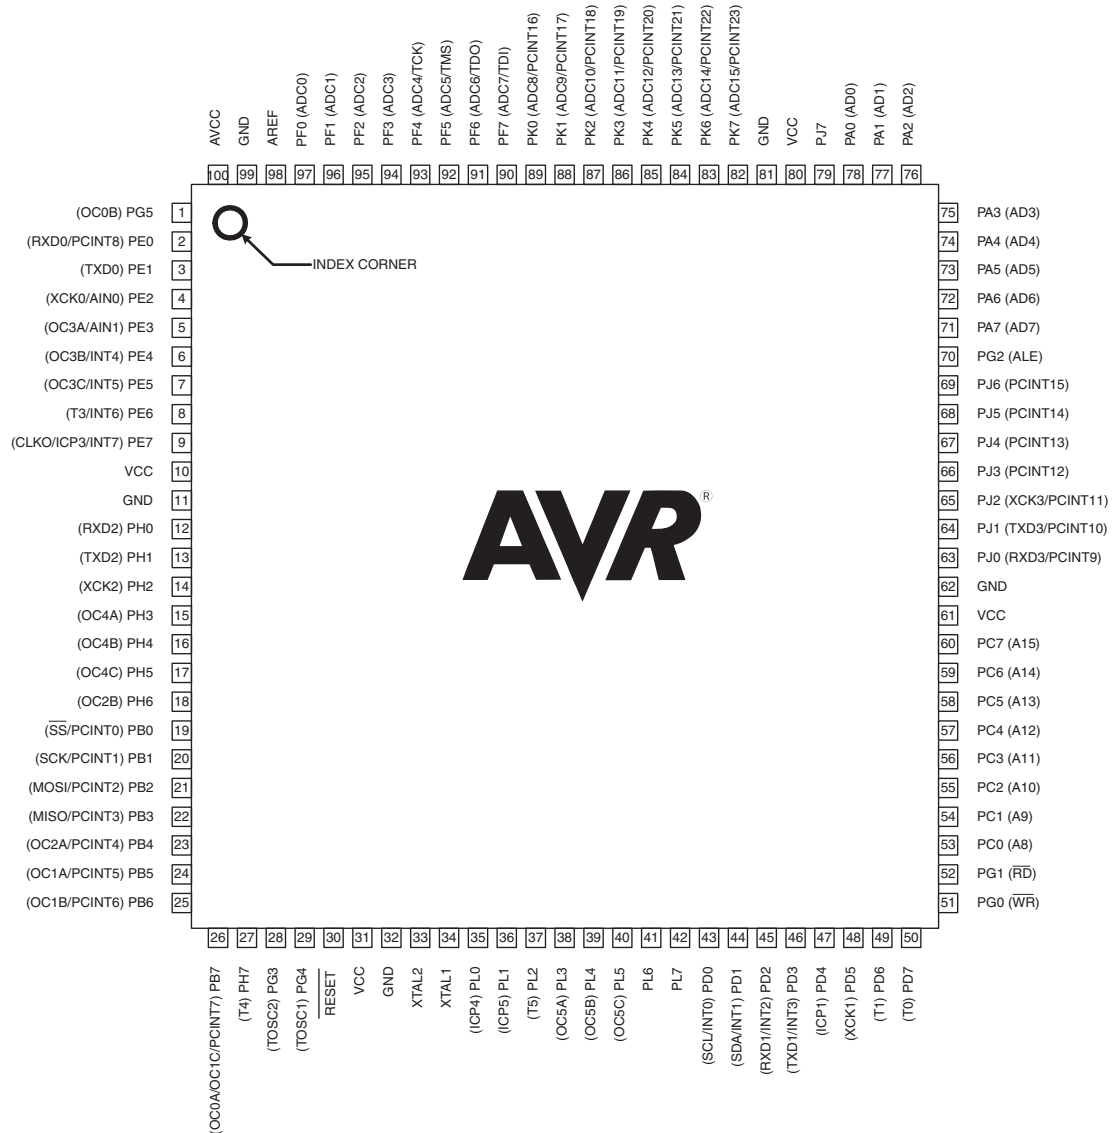 AVCC
GND
AREF
PF0 (ADC0)
PF1 (ADC1)
PF2 (ADC2)
PF3 (ADC3)
PF4 (ADC4/TCK)
PF5 (ADC5/TMS)
PF6 (ADC6/TDO)
PF7 (ADC7/TDI)
PK0 (ADC8/PCINT16)
PK1 (ADC9/PCINT17)
PK2 (ADC10/PCINT18)
PK3 (ADC11/PCINT19)
PK4 (ADC12/PCINT20)
PK5 (ADC13/PCINT21)
PK6 (ADC14/PCINT22)
PK7 (ADC15/PCINT23)
GND
VCC
PJ7
PA0 (AD0)
PA1 (AD1)
PA2 (AD2)
100 99 98 97 96 95 94 93 92 91 90 89 88 87 86 85 84 83 82 81 80 79 78 77 76
(OC0B) PG5 1
(RXD0/PCINT8) PE0 2
(TXD0) PE1 3
(XCK0/AIN0) PE2 4
(OC3A/AIN1) PE3 5
(OC3B/INT4) PE4 6
(OC3C/INT5) PE5 7
(T3/INT6) PE6 8
(CLKO/ICP3/INT7) PE7 9
VCC 10
GND 11
(RXD2) PH0 12
(TXD2) PH1 13
(XCK2) PH2 14
(OC4A) PH3 15
(OC4B) PH4 16
(OC4C) PH5 17
(OC2B) PH6 18
(SS/PCINT0) PB0 19
(SCK/PCINT1) PB1 20
(MOSI/PCINT2) PB2 21
(MISO/PCINT3) PB3 22
(OC2A/PCINT4) PB4 23
(OC1A/PCINT5) PB5 24
(OC1B/PCINT6) PB6 25
INDEX CORNER
AVR®
75 PA3 (AD3)
74 PA4 (AD4)
73 PA5 (AD5)
72 PA6 (AD6)
71 PA7 (AD7)
70 PG2 (ALE)
69 PJ6 (PCINT15)
68 PJ5 (PCINT14)
67 PJ4 (PCINT13)
66 PJ3 (PCINT12)
65 PJ2 (XCK3/PCINT11)
64 PJ1 (TXD3/PCINT10)
63 PJ0 (RXD3/PCINT9)
62 GND
61 VCC
60 PC7 (A15)
59 PC6 (A14)
58 PC5 (A13)
57 PC4 (A12)
56 PC3 (A11)
55 PC2 (A10)
54 PC1 (A9)
53 PC0 (A8)
52 PG1 (RD)
51 PG0 (WR)
26 27 28 29 30 31 32 33 34 35 36 37 38 39 40 41 42 43 44 45 46 47 48 49 50
(OC0A/OC1C/PCINT7) PB7
(T4) PH7
(TOSC2) PG3
(TOSC1) PG4
RESET
VCC
GND
XTAL2
XTAL1
(ICP4) PL0
(ICP5) PL1
(T5) PL2
(OC5A) PL3
(OC5B) PL4
(OC5C) PL5
PL6
PL7
(SCL/INT0) PD0
(SDA/INT1) PD1
(RXD1/INT2) PD2
(TXD1/INT3) PD3
(ICP1) PD4
(XCK1) PD5
(T1) PD6
(T0) PD7